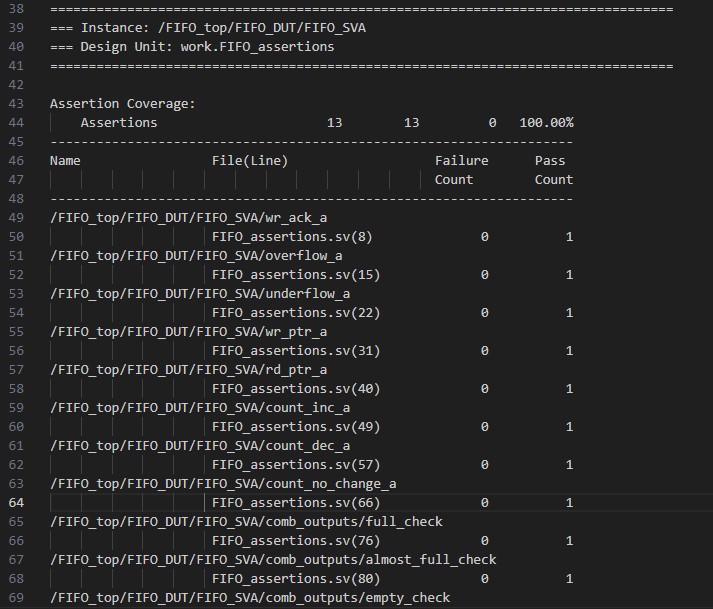 38 =================================================================================
39 === Instance: /FIFO_top/FIFO_DUT/FIFO_SVA
40 === Design Unit: work.FIFO_assertions
41 =================================================================================
42
43 Assertion Coverage:
44     Assertions                      13        13         0   100.00%
45 --------------------------------------------------------------------
46 Name                 File(Line)                   Failure      Pass
47                                                   Count        Count
48 --------------------------------------------------------------------
49 /FIFO_top/FIFO_DUT/FIFO_SVA/wr_ack_a
50                      FIFO_assertions.sv(8)              0          1
51 /FIFO_top/FIFO_DUT/FIFO_SVA/overflow_a
52                      FIFO_assertions.sv(15)             0          1
53 /FIFO_top/FIFO_DUT/FIFO_SVA/underflow_a
54                      FIFO_assertions.sv(22)             0          1
55 /FIFO_top/FIFO_DUT/FIFO_SVA/wr_ptr_a
56                      FIFO_assertions.sv(31)             0          1
57 /FIFO_top/FIFO_DUT/FIFO_SVA/rd_ptr_a
58                      FIFO_assertions.sv(40)             0          1
59 /FIFO_top/FIFO_DUT/FIFO_SVA/count_inc_a
60                      FIFO_assertions.sv(49)             0          1
61 /FIFO_top/FIFO_DUT/FIFO_SVA/count_dec_a
62                      FIFO_assertions.sv(57)             0          1
63 /FIFO_top/FIFO_DUT/FIFO_SVA/count_no_change_a
64                      FIFO_assertions.sv(66)             0          1
65 /FIFO_top/FIFO_DUT/FIFO_SVA/comb_outputs/full_check
66                      FIFO_assertions.sv(76)             0          1
67 /FIFO_top/FIFO_DUT/FIFO_SVA/comb_outputs/almost_full_check
68                      FIFO_assertions.sv(80)             0          1
69 /FIFO_top/FIFO_DUT/FIFO_SVA/comb_outputs/empty_check